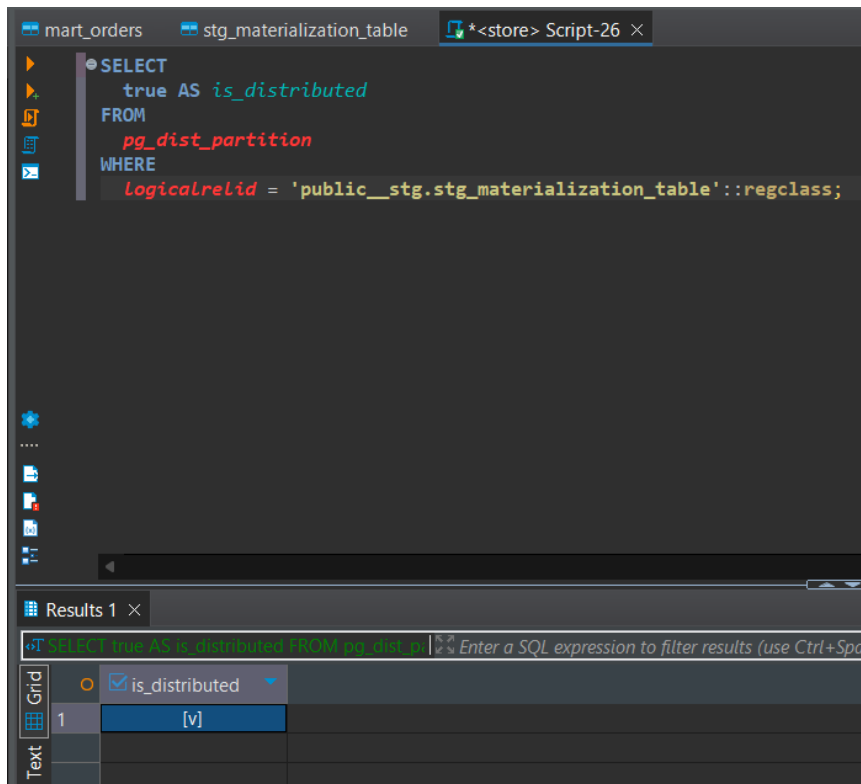 mart_orders
stg_materialization_table
*<store> Script-26
SELECT
true AS is_distributed
FROM
pg_dist_partition
WHERE
logicalrelid = 'public__stg.stg_materialization_table'::regclass;
Results 1
SELECT true AS is_distributed FROM pg_dist_p
Enter a SQL expression to filter results (use Ctrl+Spa
Grid
is_distributed
1
[v]
Text